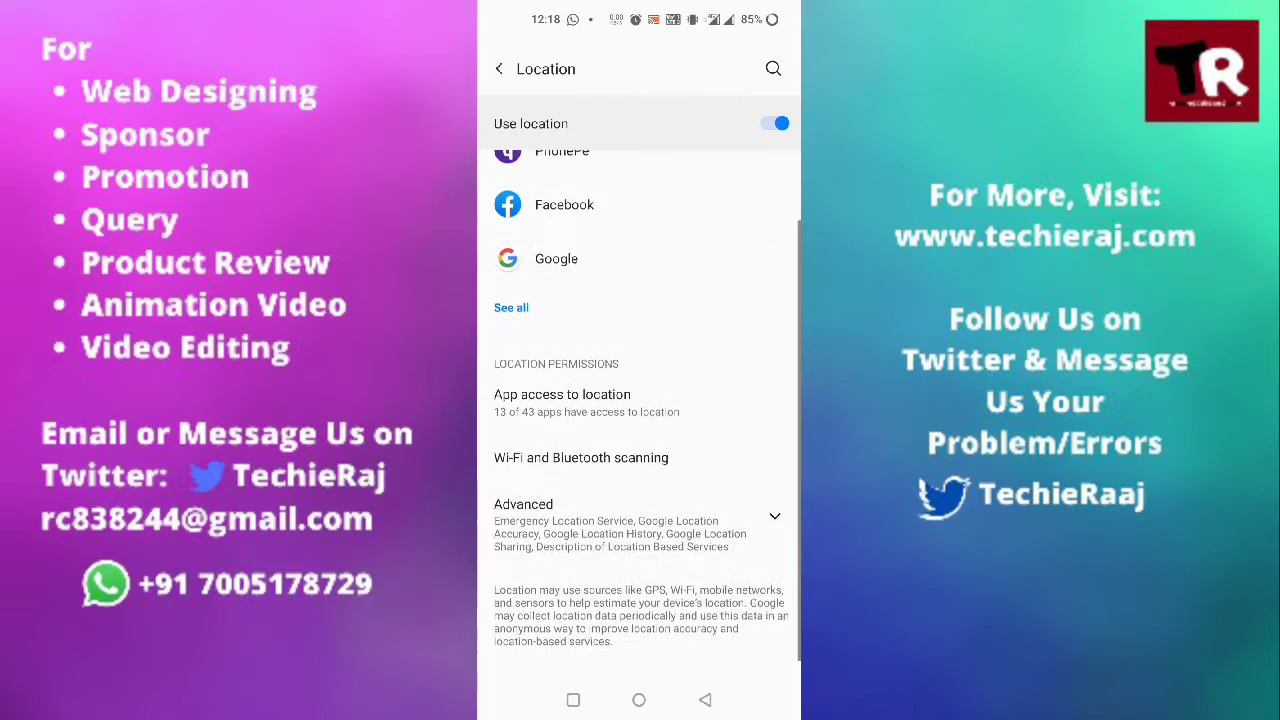 For
• Web Designing
• Sponsor
• Promotion
• Query
• Product Review
• Animation Video
• Video Editing
Email or Message Us on
Twitter: TechieRaj
rc838244@gmail.com
+91 7005178729
12:18
0.00
85%
Location
Use location
PhonePe
Facebook
Google
See all
LOCATION PERMISSIONS
App access to location
13 of 43 apps have access to location
Wi-Fi and Bluetooth scanning
Advanced
Emergency Location Service, Google Location
Accuracy, Google Location History, Google Location
Sharing, Description of Location Based Services
Location may use sources like GPS, Wi-Fi, mobile networks,
and sensors to help estimate your device's location. Google
may collect location data periodically and use this data in an
anonymous way to improve location accuracy and
location-based services.
TR
For More, Visit:
www.techieraj.com
Follow Us on
Twitter & Message
Us Your
Problem/Errors
TechieRaaj